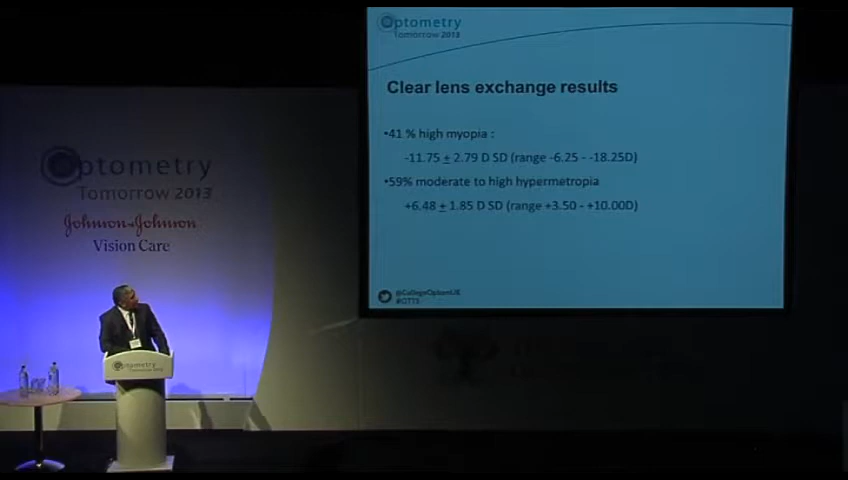 Optometry
Tomorrow 2013
Clear lens exchange results
•41 % high myopia :
-11.75 ± 2.79 D SD (range -6.25 - -18.25D)
•59% moderate to high hypermetropia
+6.48 ± 1.85 D SD (range +3.50 - +10.00D)
@CollegeOptomUK
#OT13
Optometry
Tomorrow 2013
Johnson & Johnson
Vision Care
Optometry
Tomorrow 2013